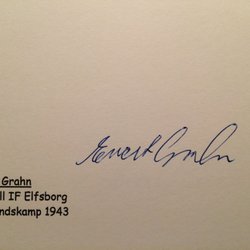 Evert Grahn
Grahn
ll IF Elfsborg
ndskamp 1943